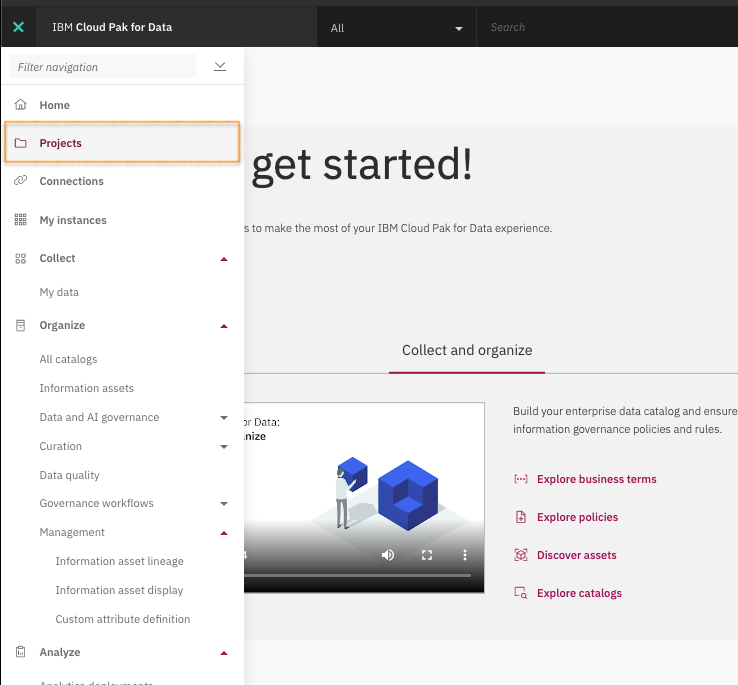 IBM Cloud Pak for Data
All
Search
Filter navigation
Home
Projects
Connections
My instances
Collect
My data
Organize
All catalogs
Information assets
Data and AI governance
Curation
Data quality
Governance workflows
Management
Information asset lineage
Information asset display
Custom attribute definition
Analyze
Analytics deployments
get started!
s to make the most of your IBM Cloud Pak for Data experience.
Collect and organize
or Data:
anize
4
Build your enterprise data catalog and ensure
information governance policies and rules.
Explore business terms
Explore policies
Discover assets
Explore catalogs